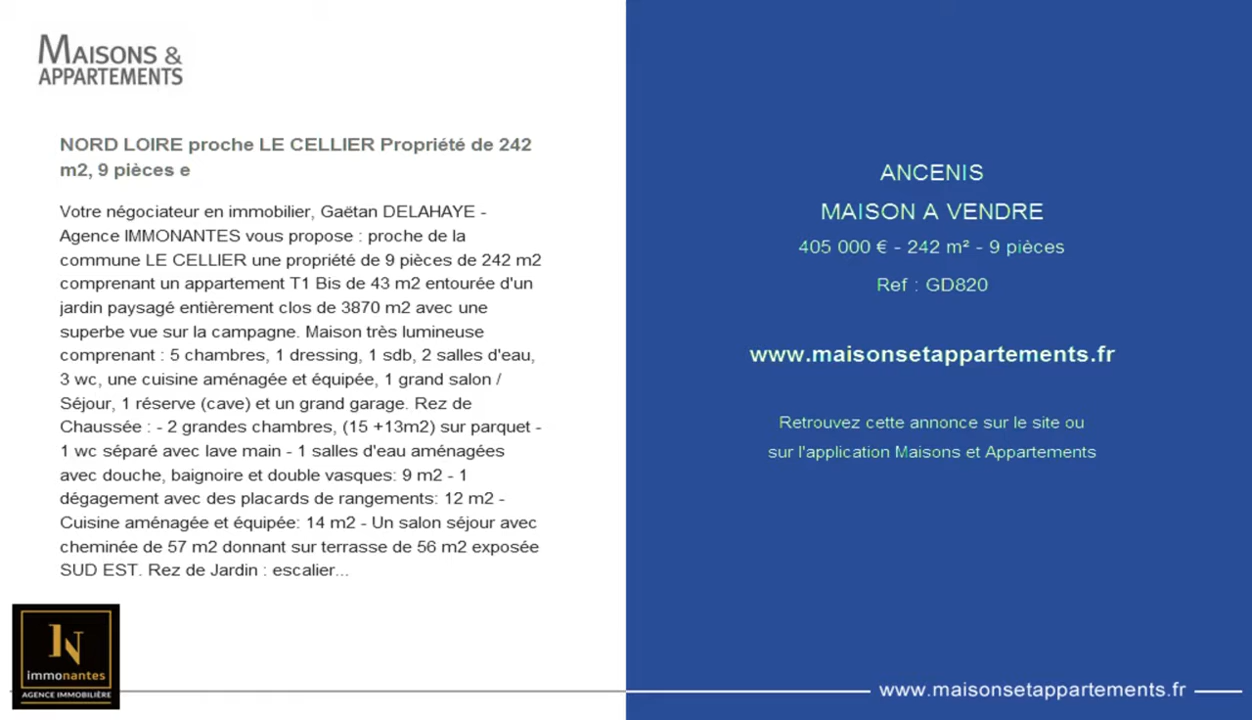 MAISONS &
APPARTEMENTS
NORD LOIRE proche LE CELLIER Propriété de 242
m2, 9 pièces e
Votre négociateur en immobilier, Gaëtan DELAHAYE -
Agence IMMONANTES vous propose : proche de la
commune LE CELLIER une propriété de 9 pièces de 242 m2
comprenant un appartement T1 Bis de 43 m2 entourée d'un
jardin paysagé entièrement clos de 3870 m2 avec une
superbe vue sur la campagne. Maison très lumineuse
comprenant : 5 chambres, 1 dressing, 1 sdb, 2 salles d'eau,
3 wc, une cuisine aménagée et équipée, 1 grand salon /
Séjour, 1 réserve (cave) et un grand garage. Rez de
Chaussée : - 2 grandes chambres, (15 +13m2) sur parquet -
1 wc séparé avec lave main - 1 salles d'eau aménagées
avec douche, baignoire et double vasques: 9 m2 - 1
dégagement avec des placards de rangements: 12 m2 -
Cuisine aménagée et équipée: 14 m2 - Un salon séjour avec
cheminée de 57 m2 donnant sur terrasse de 56 m2 exposée
SUD EST. Rez de Jardin : escalier...
immonantes
AGENCE IMMOBILIÈRE
ANCENIS
MAISON A VENDRE
405 000 € - 242 m² - 9 pièces
Ref : GD820
www.maisonsetappartements.fr
Retrouvez cette annonce sur le site ou
sur l'application Maisons et Appartements
www.maisonsetappartements.fr